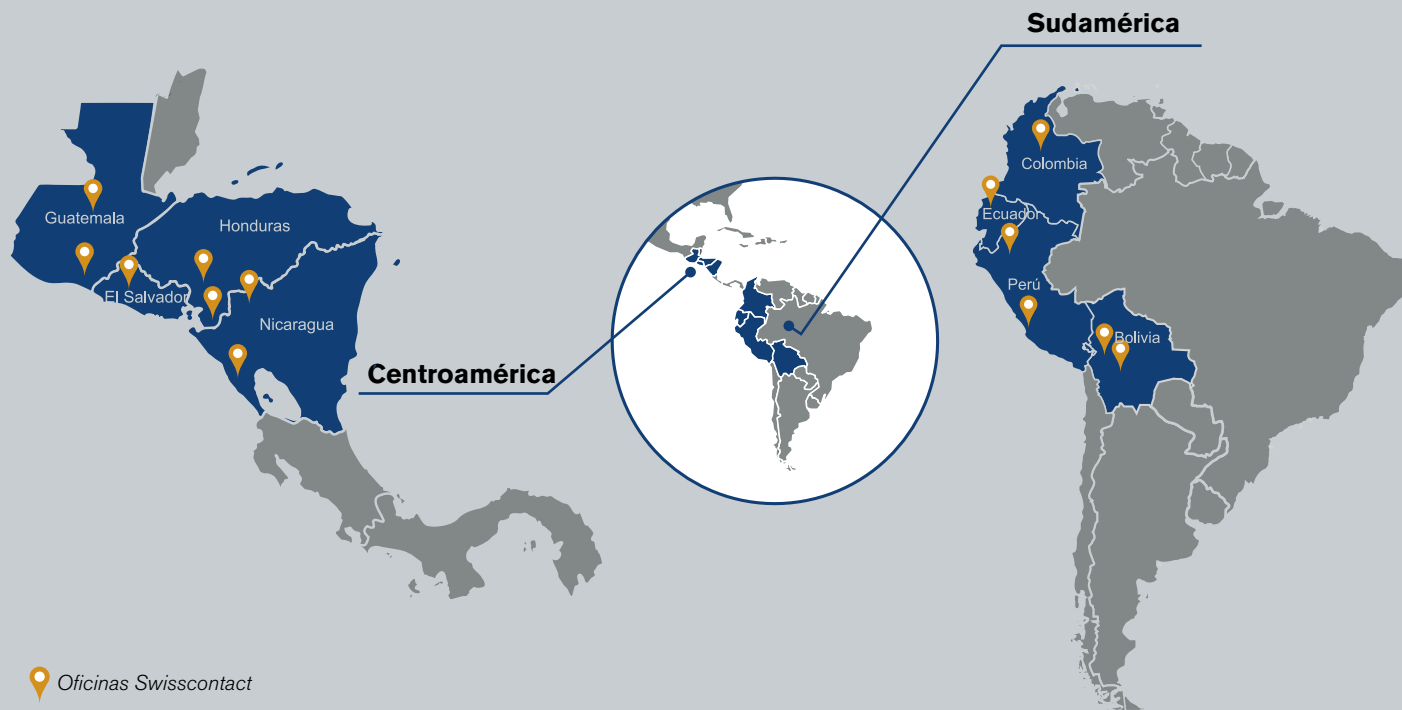 Sudamérica
Colombia
Guatemala
Ecuador
Honduras
Perú
El Salvador
Nicaragua
Bolivia
Centroamérica
Oficinas Swisscontact